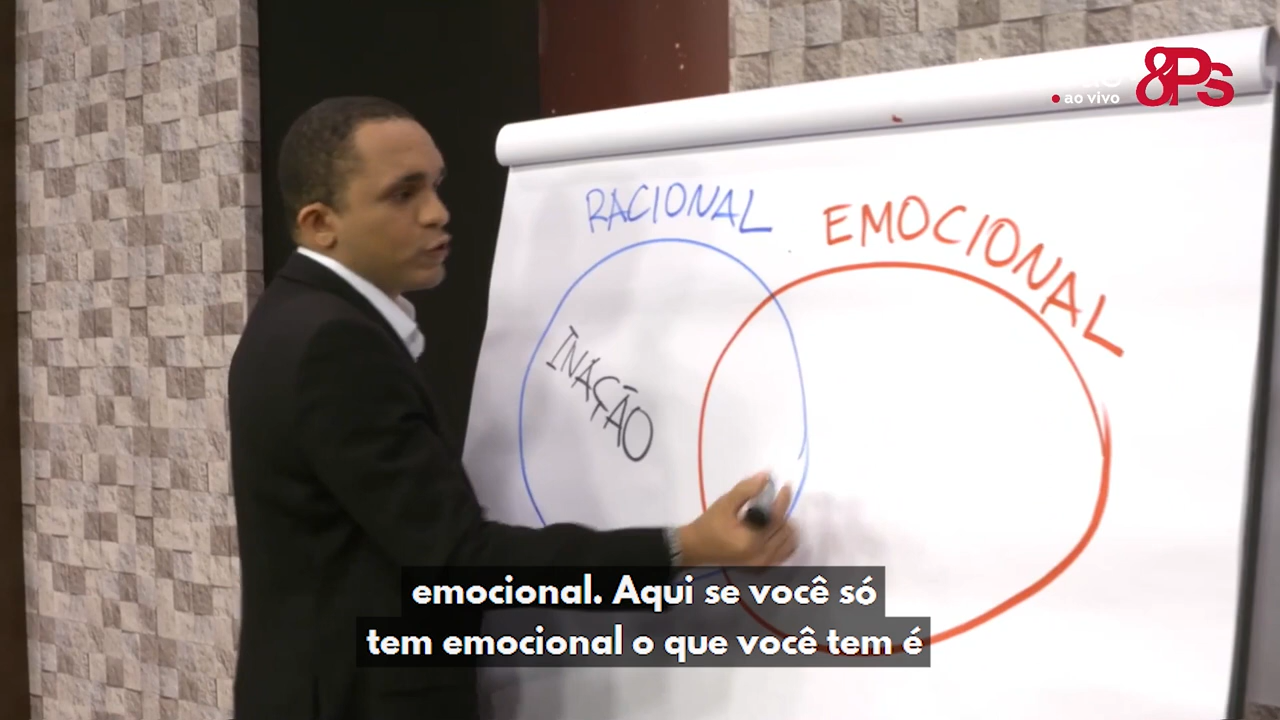 8Ps
ao vivo
RACIONAL
EMOCIONAL
INAÇÃO
emocional. Aqui se você só
tem emocional o que você tem é